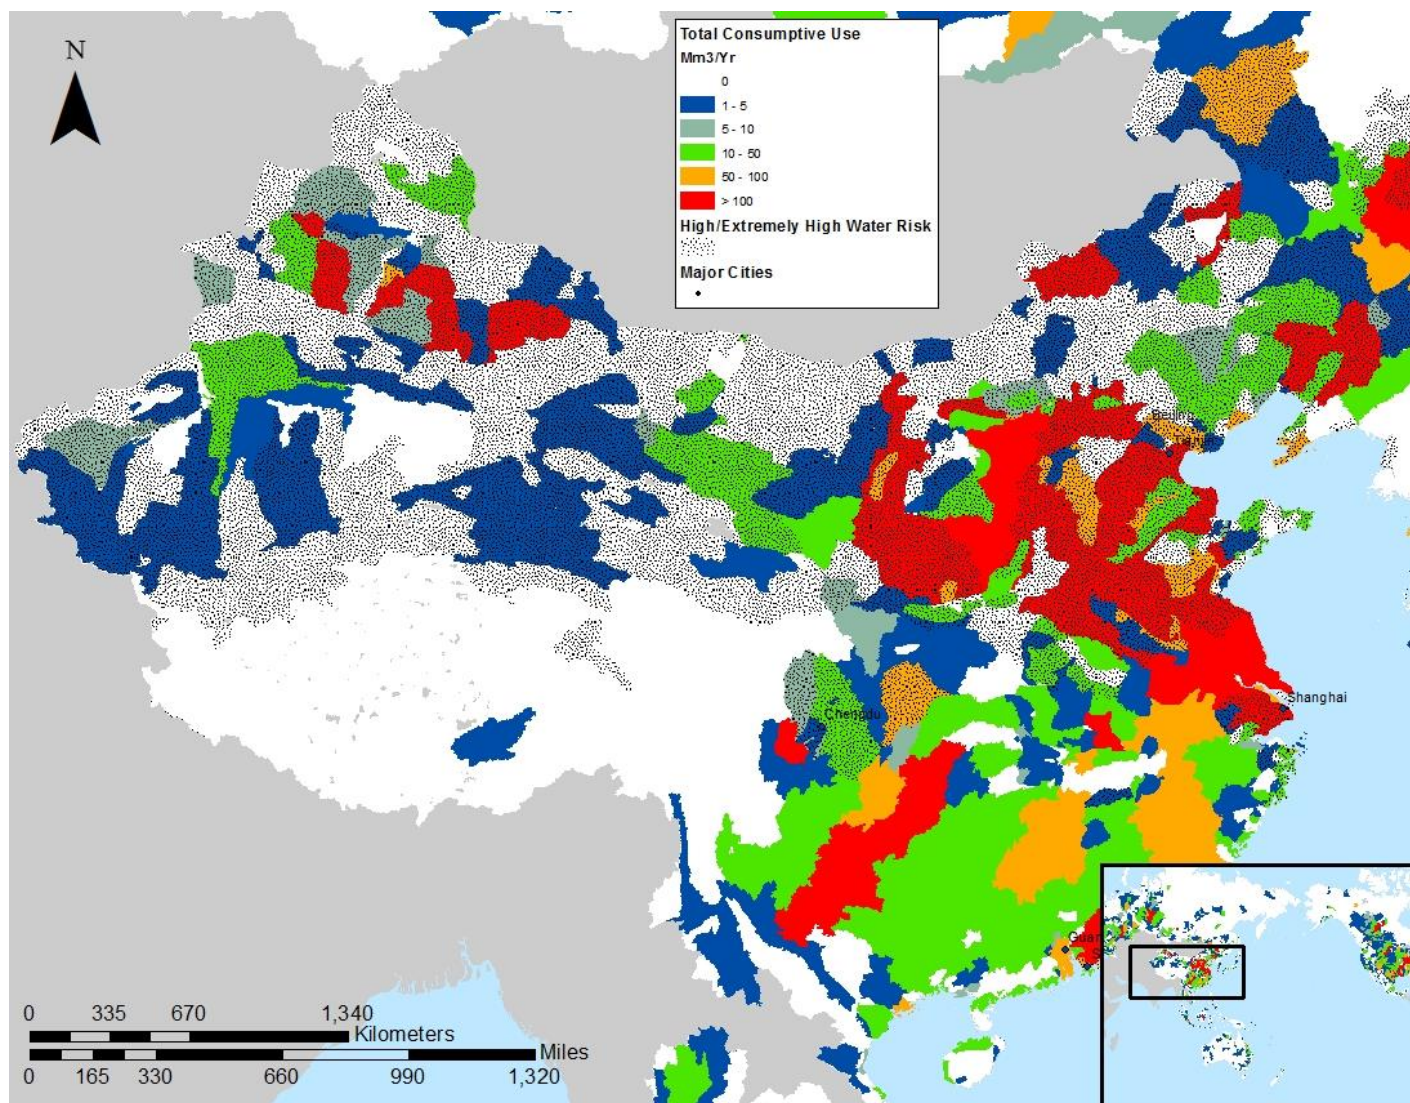 N
Total Consumptive Use
Mm3/Yr
0
1 - 5
5 - 10
10 - 50
50 - 100
> 100
High/Extremely High Water Risk
Major Cities
Beijing
Shanghai
Chengdu
Guan
S
0 335 670 1,340
Kilometers
Miles
0 165 330 660 990 1,320